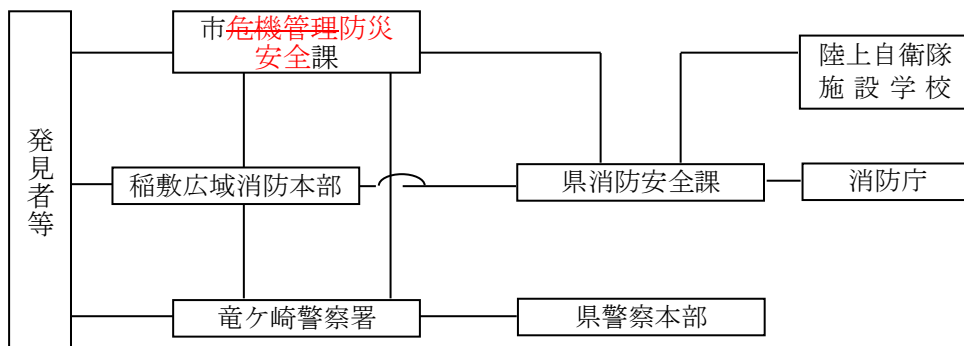 市危機管理防災
安全課
陸上自衛隊
施設学校
発見者等
稲敷広域消防本部
県消防安全課
消防庁
竜ケ崎警察署
県警察本部